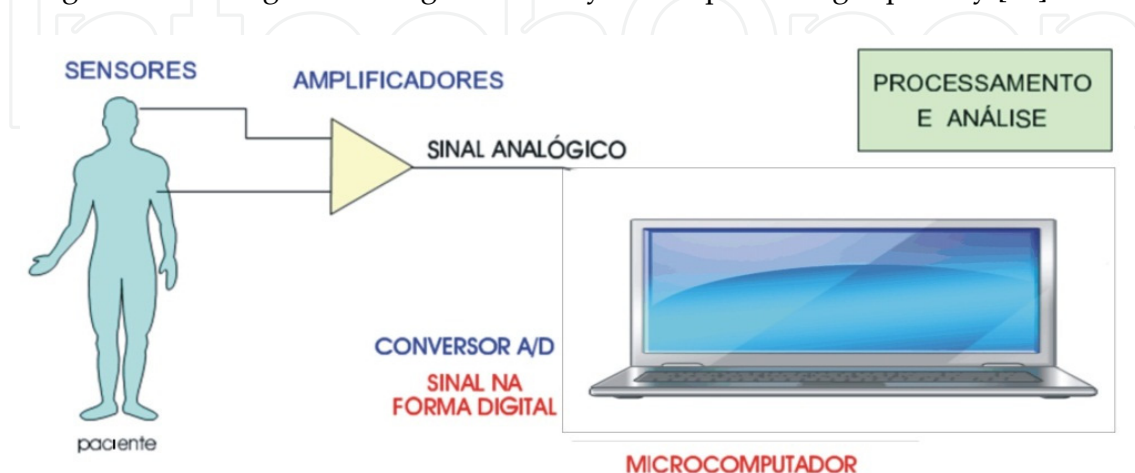 SENSORES
AMPLIFICADORES
PROCESSAMENTO
E ANÁLISE
SINAL ANALÓGICO
CONVERSOR A/D
SINAL NA
FORMA DIGITAL
paciente
MICROCOMPUTADOR